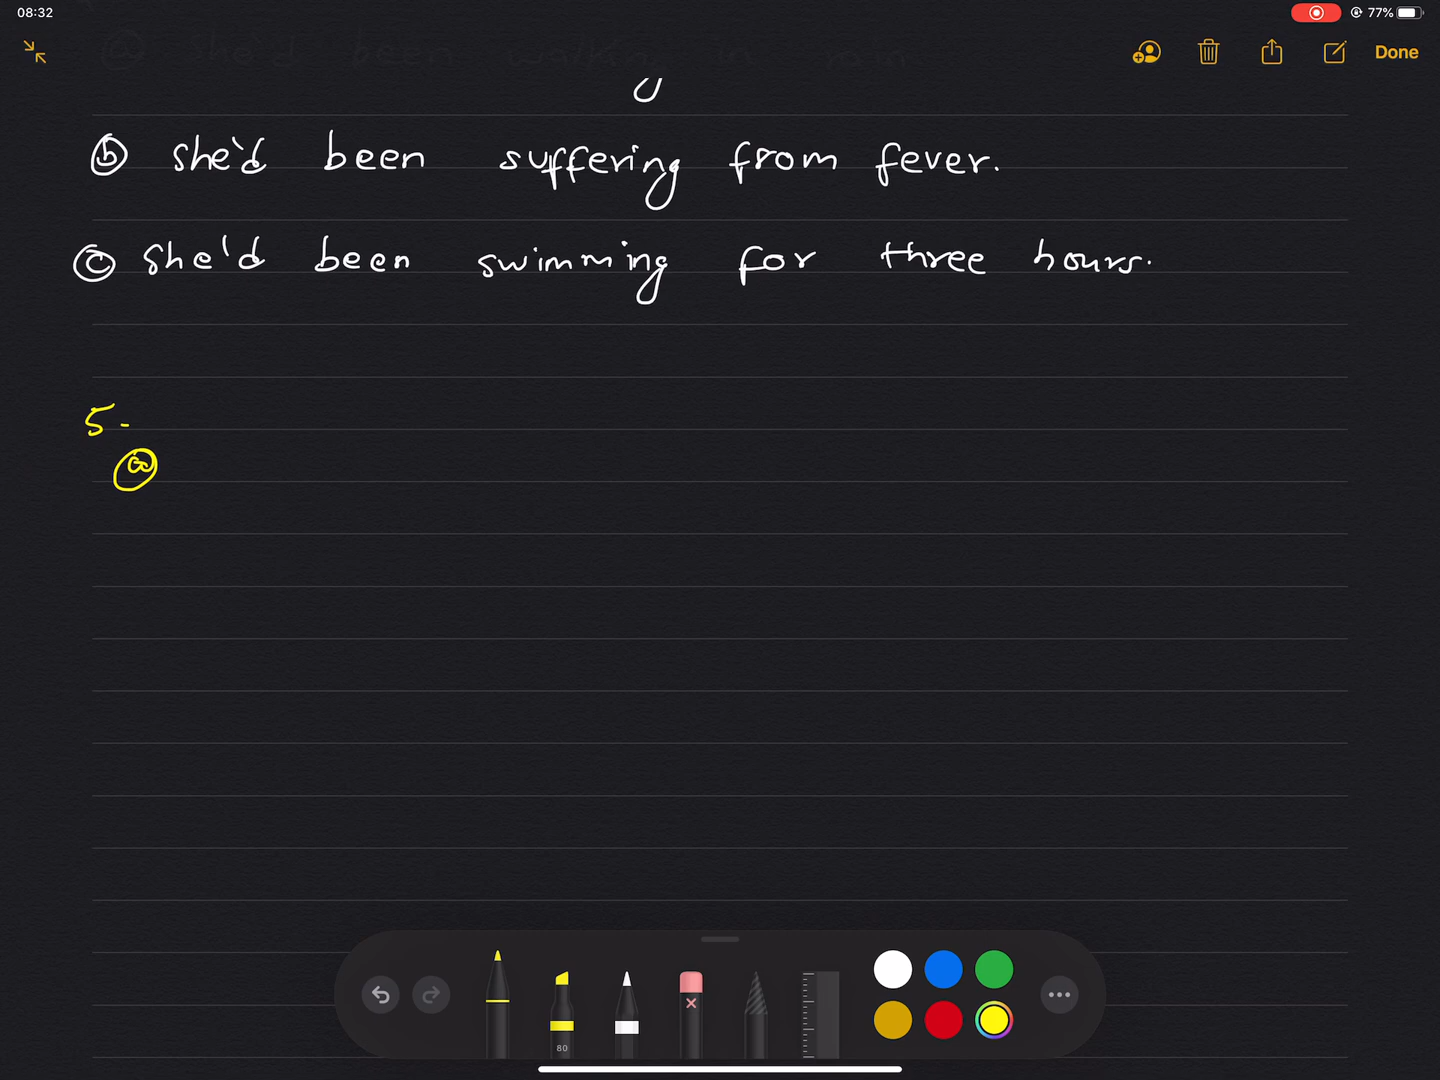 08:32
77%
Done
ⓑ she'd been suffering from fever.
ⓒ she'd been swimming for three hours.
5-
ⓐ
80